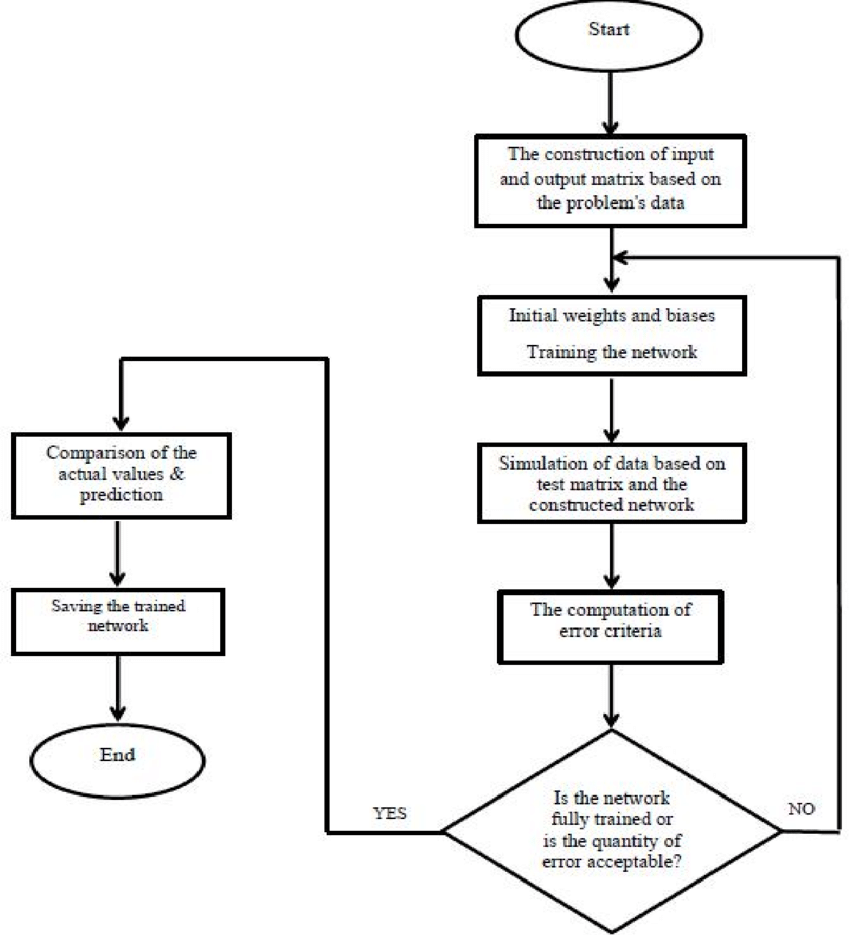 Start
The construction of input
and output matrix based on
the problem's data
Initial weights and biases
Training the network
Simulation of data based on
test matrix and the
constructed network
The computation of
error criteria
Is the network
fully trained or
is the quantity of
error acceptable?
NO
YES
Comparison of the
actual values &
prediction
Saving the trained
network
End